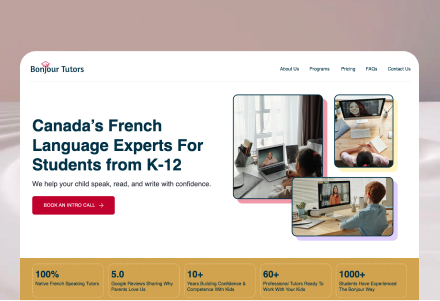 Bonjour Tutors
About Us Programs Pricing FAQs Contact Us
Canada's French
Language Experts For
Students from K-12
We help your child speak, read, and write with confidence.
BOOK AN INTRO CALL →
100%
Native French Speaking Tutors
5.0
Google Reviews Sharing Why
Parents Love Us
10+
Years Building Confidence &
Competence With Kids
60+
Professional Tutors Ready To
Work With Your Kids
1000+
Students Have Experienced
The Bonjour Way